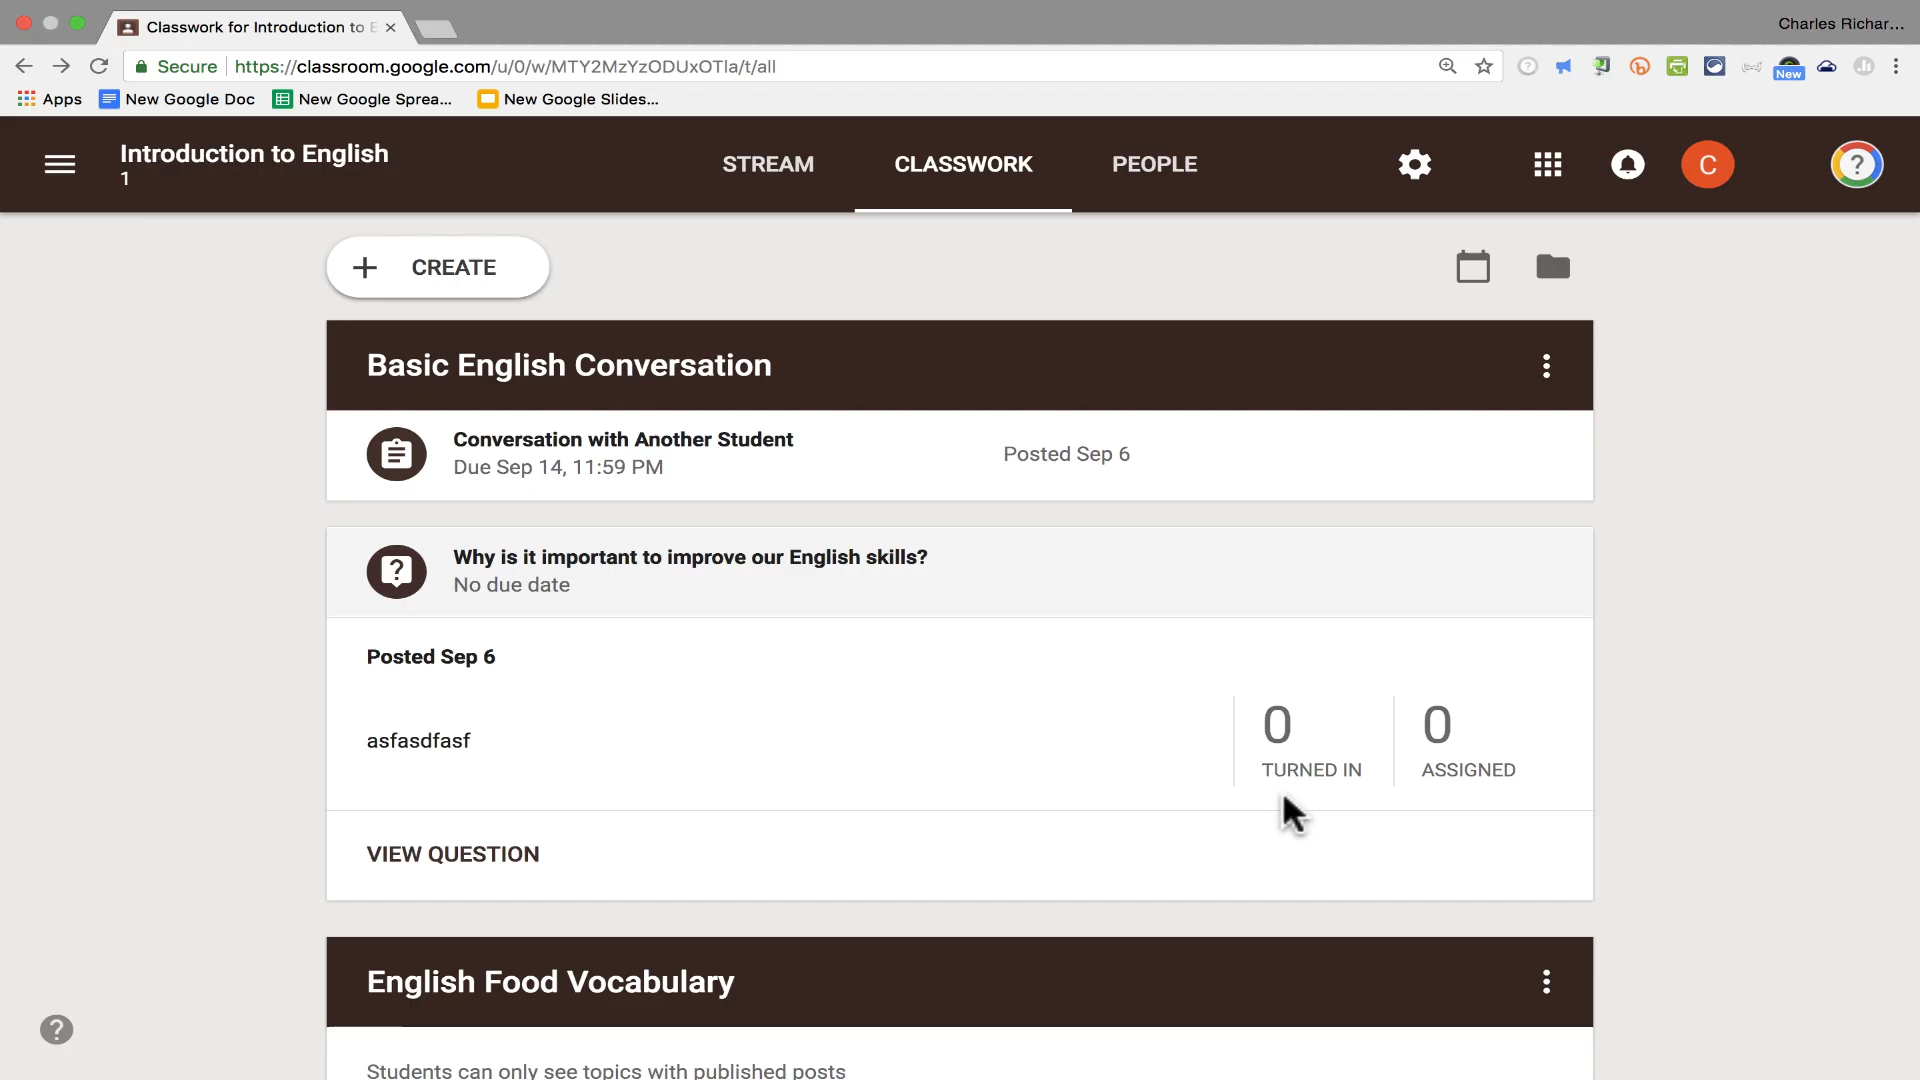 Classwork for Introduction to E
Charles Richar...
Secure https://classroom.google.com/u/0/w/MTY2MzYzODUxOTla/t/all
New
Apps New Google Doc New Google Sprea... New Google Slides...
Introduction to English
1
STREAM CLASSWORK PEOPLE
C
?
CREATE
Basic English Conversation
Conversation with Another Student
Due Sep 14, 11:59 PM
Posted Sep 6
Why is it important to improve our English skills?
No due date
Posted Sep 6
asfasdfasf
0 0
TURNED IN ASSIGNED
VIEW QUESTION
English Food Vocabulary
?
Students can only see topics with published posts